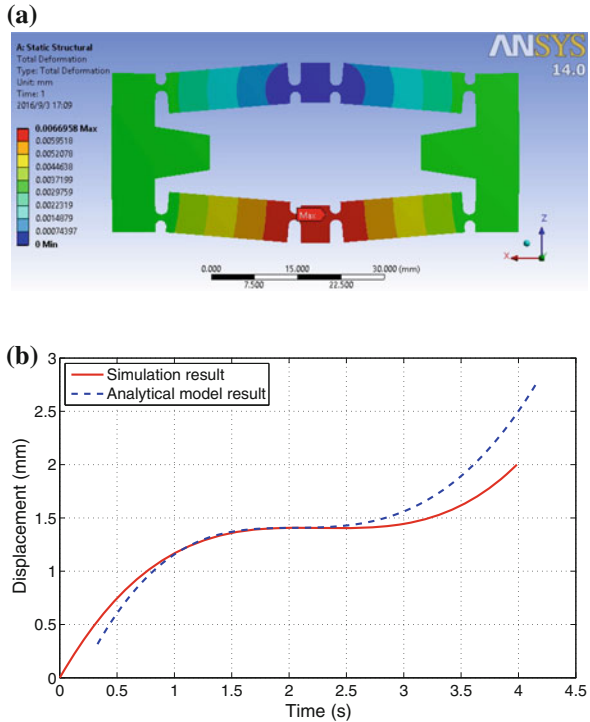 (a)
A: Static Structural
Total Deformation
Type: Total Deformation
Unit: mm
Time: 1
2016/9/3 17:09
0.0066958 Max
0.0059518
0.0052078
0.0044638
0.0037199
0.0029759
0.0022319
0.0014879
0.00074397
0 Min
ANSYS
14.0
Max
0.000 15.000 30.000 (mm)
7.500 22.500
Z
X
Y
(b)
Simulation result
Analytical model result
Displacement (mm)
3
2.5
2
1.5
1
0.5
0
0 0.5 1 1.5 2 2.5 3 3.5 4 4.5
Time (s)